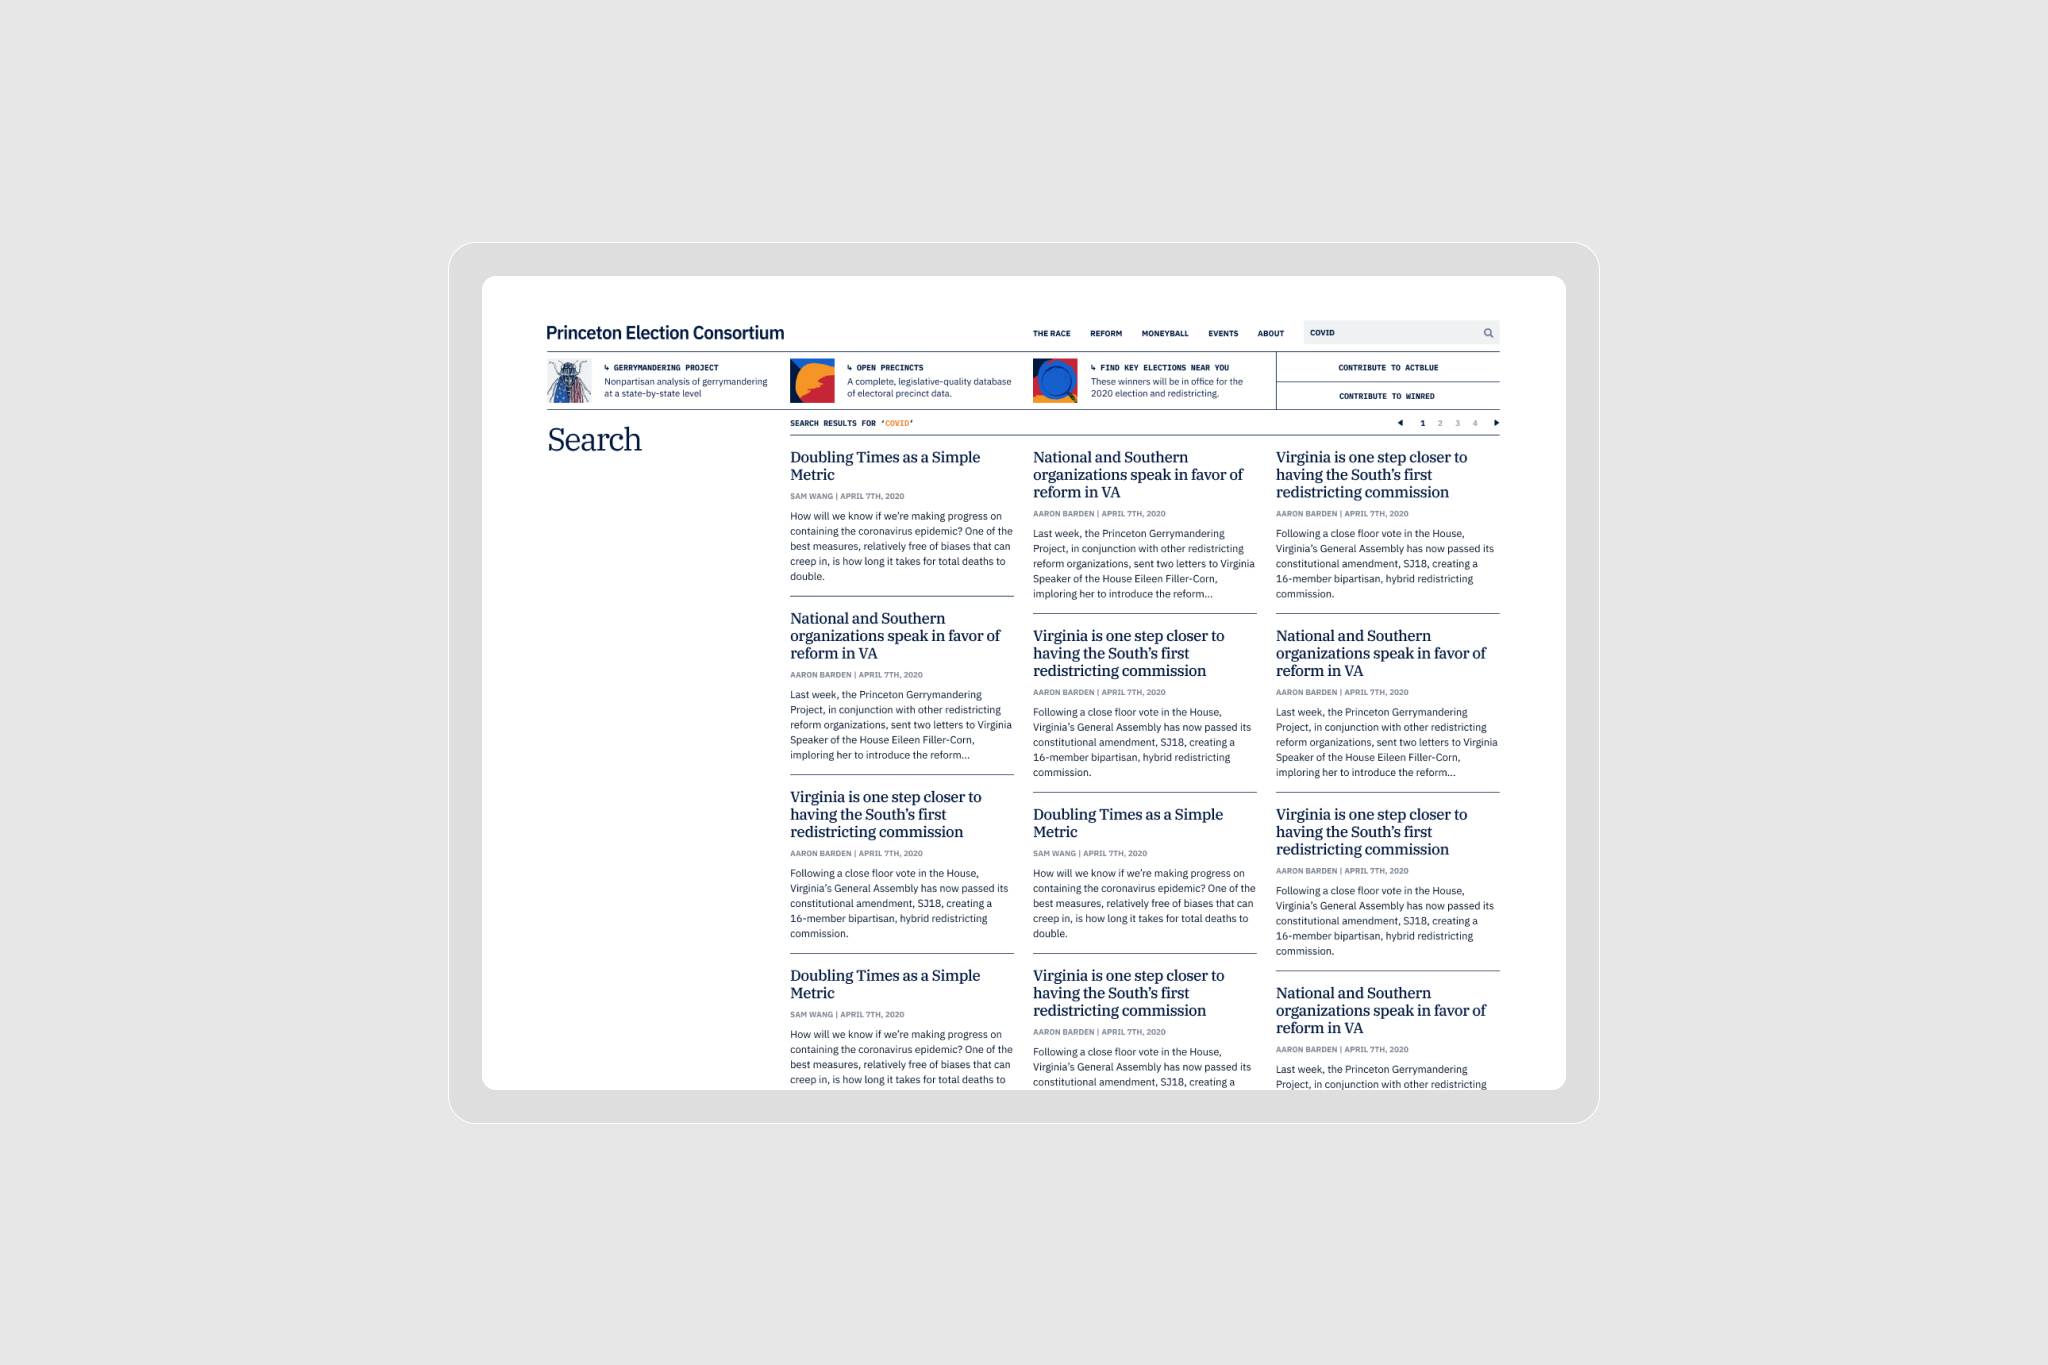 Princeton Election Consortium
THE RACE REFORM MONEYBALL EVENTS ABOUT COVID
↳ GERRYMANDERING PROJECT
Nonpartisan analysis of gerrymandering
at a state-by-state level
↳ OPEN PRECINCTS
A complete, legislative-quality database
of electoral precinct data.
↳ FIND KEY ELECTIONS NEAR YOU
These winners will be in office for the
2020 election and redistricting.
CONTRIBUTE TO ACTBLUE
CONTRIBUTE TO WINRED
Search
SEARCH RESULTS FOR ‘COVID’
1 2 3 4
Doubling Times as a Simple
Metric
SAM WANG | APRIL 7TH, 2020
How will we know if we’re making progress on
containing the coronavirus epidemic? One of the
best measures, relatively free of biases that can
creep in, is how long it takes for total deaths to
double.
National and Southern
organizations speak in favor of
reform in VA
AARON BARDEN | APRIL 7TH, 2020
Last week, the Princeton Gerrymandering
Project, in conjunction with other redistricting
reform organizations, sent two letters to Virginia
Speaker of the House Eileen Filler-Corn,
imploring her to introduce the reform...
Virginia is one step closer to
having the South’s first
redistricting commission
AARON BARDEN | APRIL 7TH, 2020
Following a close floor vote in the House,
Virginia’s General Assembly has now passed its
constitutional amendment, SJ18, creating a
16-member bipartisan, hybrid redistricting
commission.
Doubling Times as a Simple
Metric
SAM WANG | APRIL 7TH, 2020
How will we know if we’re making progress on
containing the coronavirus epidemic? One of the
best measures, relatively free of biases that can
creep in, is how long it takes for total deaths to
National and Southern
organizations speak in favor of
reform in VA
AARON BARDEN | APRIL 7TH, 2020
Last week, the Princeton Gerrymandering
Project, in conjunction with other redistricting
reform organizations, sent two letters to Virginia
Speaker of the House Eileen Filler-Corn,
imploring her to introduce the reform...
Virginia is one step closer to
having the South’s first
redistricting commission
AARON BARDEN | APRIL 7TH, 2020
Following a close floor vote in the House,
Virginia’s General Assembly has now passed its
constitutional amendment, SJ18, creating a
16-member bipartisan, hybrid redistricting
commission.
Doubling Times as a Simple
Metric
SAM WANG | APRIL 7TH, 2020
How will we know if we’re making progress on
containing the coronavirus epidemic? One of the
best measures, relatively free of biases that can
creep in, is how long it takes for total deaths to
double.
Virginia is one step closer to
having the South’s first
redistricting commission
AARON BARDEN | APRIL 7TH, 2020
Following a close floor vote in the House,
Virginia’s General Assembly has now passed its
constitutional amendment, SJ18, creating a
Virginia is one step closer to
having the South’s first
redistricting commission
AARON BARDEN | APRIL 7TH, 2020
Following a close floor vote in the House,
Virginia’s General Assembly has now passed its
constitutional amendment, SJ18, creating a
16-member bipartisan, hybrid redistricting
commission.
National and Southern
organizations speak in favor of
reform in VA
AARON BARDEN | APRIL 7TH, 2020
Last week, the Princeton Gerrymandering
Project, in conjunction with other redistricting
reform organizations, sent two letters to Virginia
Speaker of the House Eileen Filler-Corn,
imploring her to introduce the reform...
Virginia is one step closer to
having the South’s first
redistricting commission
AARON BARDEN | APRIL 7TH, 2020
Following a close floor vote in the House,
Virginia’s General Assembly has now passed its
constitutional amendment, SJ18, creating a
16-member bipartisan, hybrid redistricting
commission.
National and Southern
organizations speak in favor of
reform in VA
AARON BARDEN | APRIL 7TH, 2020
Last week, the Princeton Gerrymandering
Project, in conjunction with other redistricting